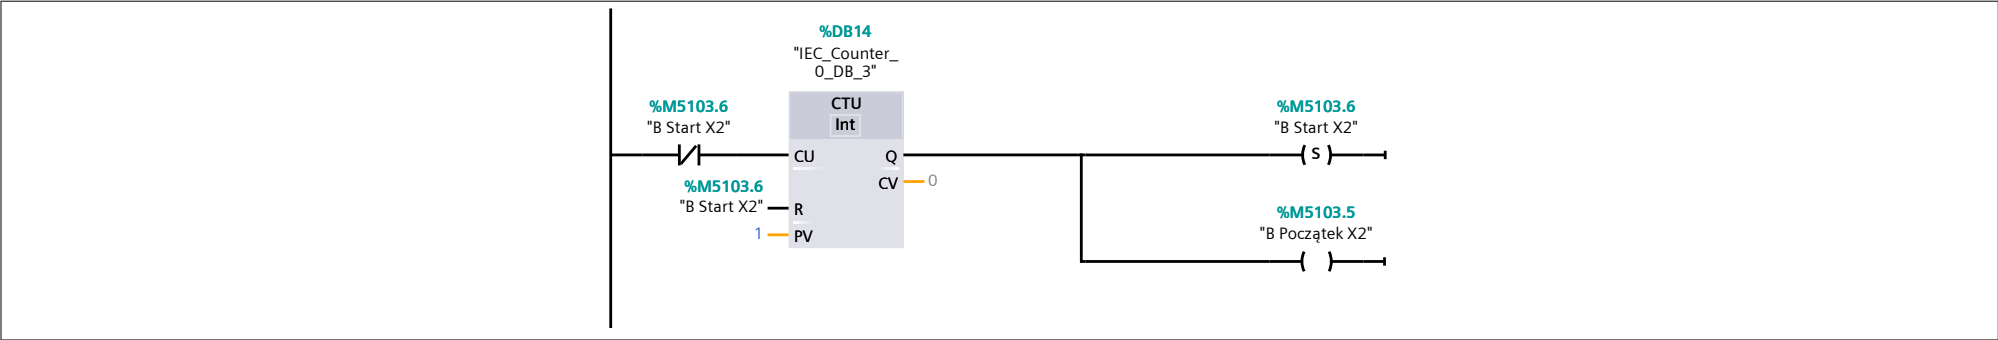 %DB14
"IEC_Counter_
0_DB_3"
%M5103.6
"B Start X2"
CTU
Int
%M5103.6
"B Start X2"
CU
Q
S
%M5103.6
"B Start X2"
CV
0
R
%M5103.5
"B Początek X2"
1
PV